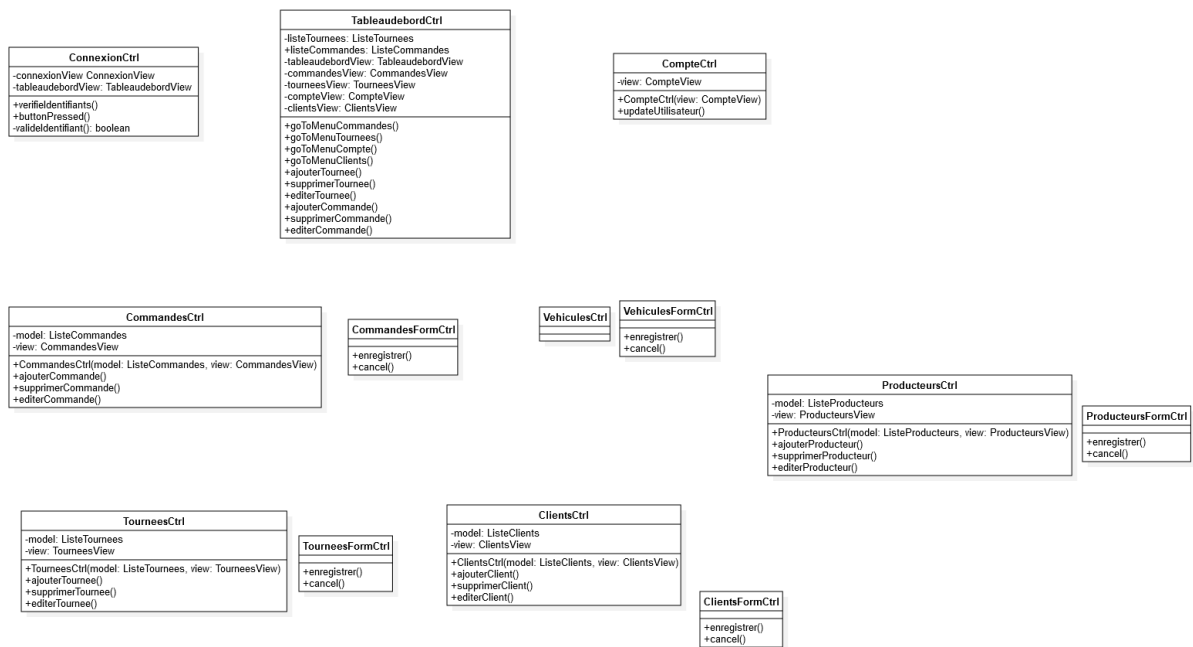 ConnexionCtrl
-connexionView ConnexionView
-tableaudebordView: TableaudebordView
+verifieIdentifiants()
+buttonPressed()
-valideIdentifiant(): boolean
TableaudebordCtrl
-listeTournees: ListeTournees
+listeCommandes: ListeCommandes
-tableaudebordView: TableaudebordView
-commandesView: CommandesView
-tourneesView: TourneesView
-compteView: CompteView
-clientsView: ClientsView
+goToMenuCommandes()
+goToMenuTournees()
+goToMenuCompte()
+goToMenuClients()
+ajouterTournee()
+supprimerTournee()
+editerTournee()
+ajouterCommande()
+supprimerCommande()
+editerCommande()
CompteCtrl
-view: CompteView
+CompteCtrl(view: CompteView)
+updateUtilisateur()
CommandesCtrl
-model: ListeCommandes
-view: CommandesView
+CommandesCtrl(model: ListeCommandes, view: CommandesView)
+ajouterCommande()
+supprimerCommande()
+editerCommande()
CommandesFormCtrl
+enregistrer()
+cancel()
VehiculesCtrl
VehiculesFormCtrl
+enregistrer()
+cancel()
ProducteursCtrl
-model: ListeProducteurs
-view: ProducteursView
+ProducteursCtrl(model: ListeProducteurs, view: ProducteursView)
+ajouterProducteur()
+supprimerProducteur()
+editerProducteur()
ProducteursFormCtrl
+enregistrer()
+cancel()
TourneesCtrl
-model: ListeTournees
-view: TourneesView
+TourneesCtrl(model: ListeTournees, view: TourneesView)
+ajouterTournee()
+supprimerTournee()
+editerTournee()
TourneesFormCtrl
+enregistrer()
+cancel()
ClientsCtrl
-model: ListeClients
-view: ClientsView
+ClientsCtrl(model: ListeClients, view: ClientsView)
+ajouterClient()
+supprimerClient()
+editerClient()
ClientsFormCtrl
+enregistrer()
+cancel()